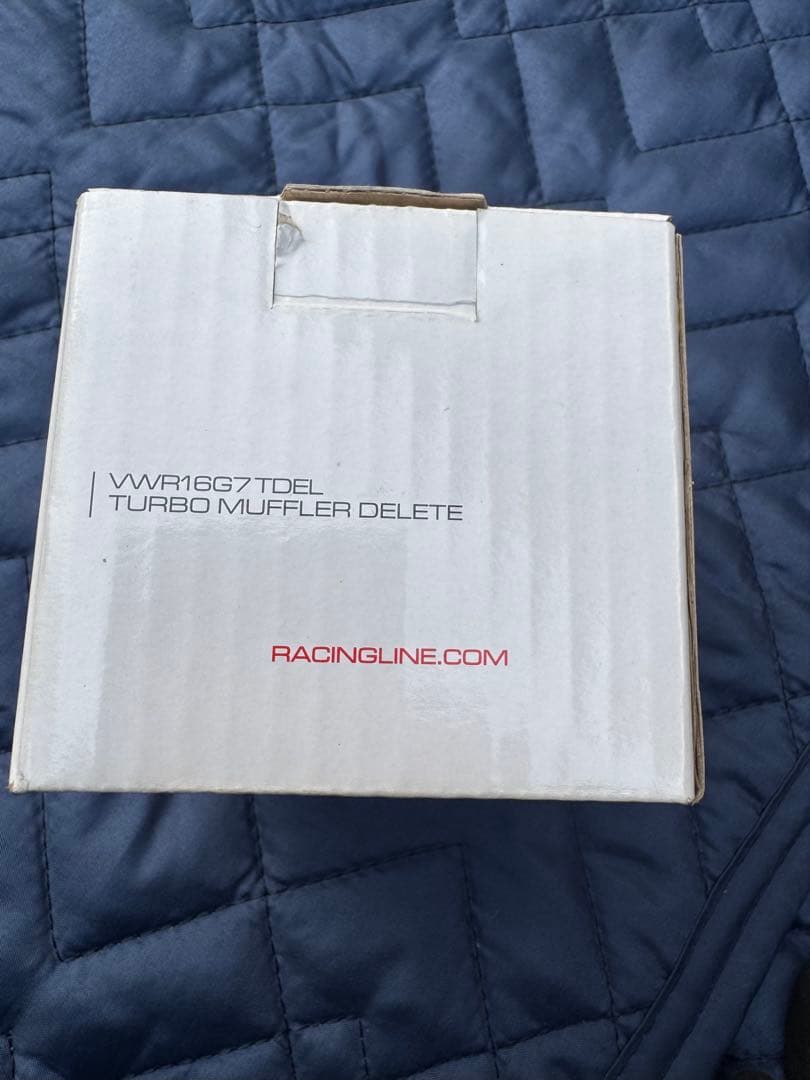 VWR16G7TDEL
TURBO MUFFLER DELETE
RACINGLINE.COM